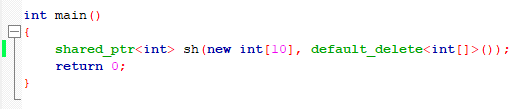 int main()
{
shared_ptr<int> sh(new int[10], default_delete<int[]>());
return 0;
}